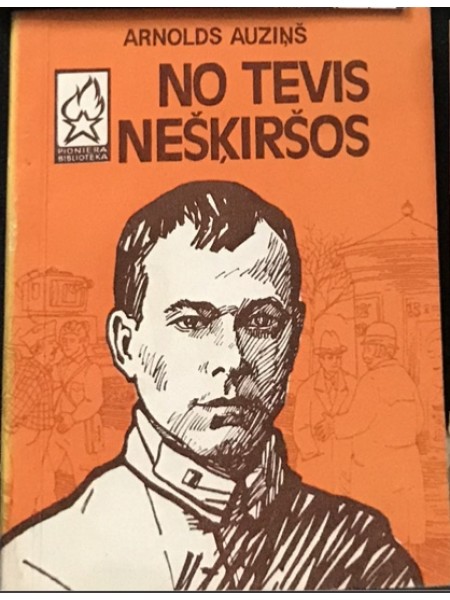 ARNOLDS AUZIŅŠ
NO TEVIS
NEŠĶIRŠOS
PIONIERA
BIBLIOTĒKA